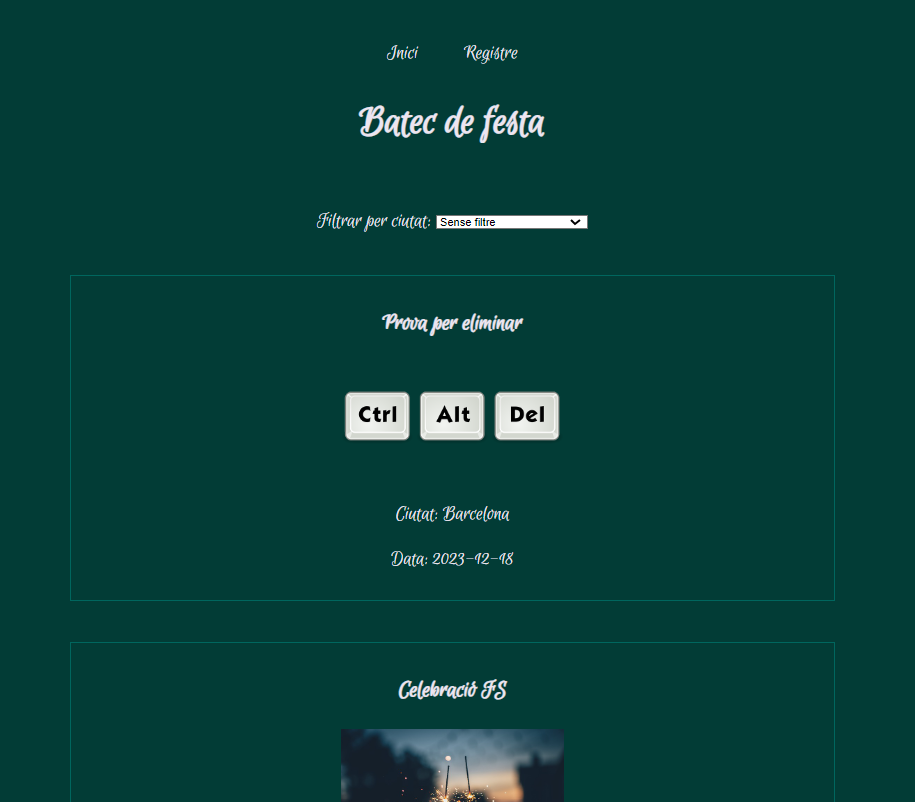 Inici Registre
Batec de festa
Filtrar per ciutat: Sense filtre
Prova per eliminar
Ctrl Alt Del
Ciutat: Barcelona
Data: 2023-12-18
Celebració FS